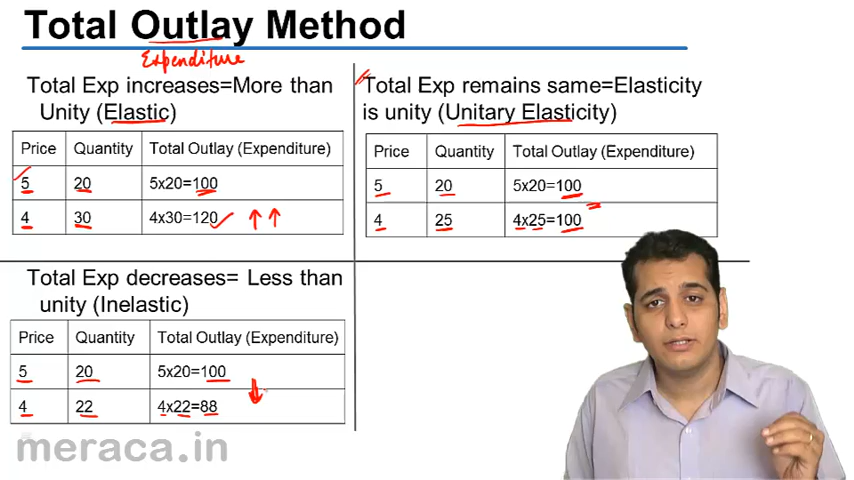 Total Outlay Method
Expenditure
Total Exp increases=More than
Unity (Elastic)
Price Quantity Total Outlay (Expenditure)
5 20 5x20=100
4 30 4x30=120
Total Exp remains same=Elasticity
is unity (Unitary Elasticity)
Price Quantity Total Outlay (Expenditure)
5 20 5x20=100
4 25 4x25=100
Total Exp decreases= Less than
unity (Inelastic)
Price Quantity Total Outlay (Expenditure)
5 20 5x20=100
4 22 4x22=88
meraca.in